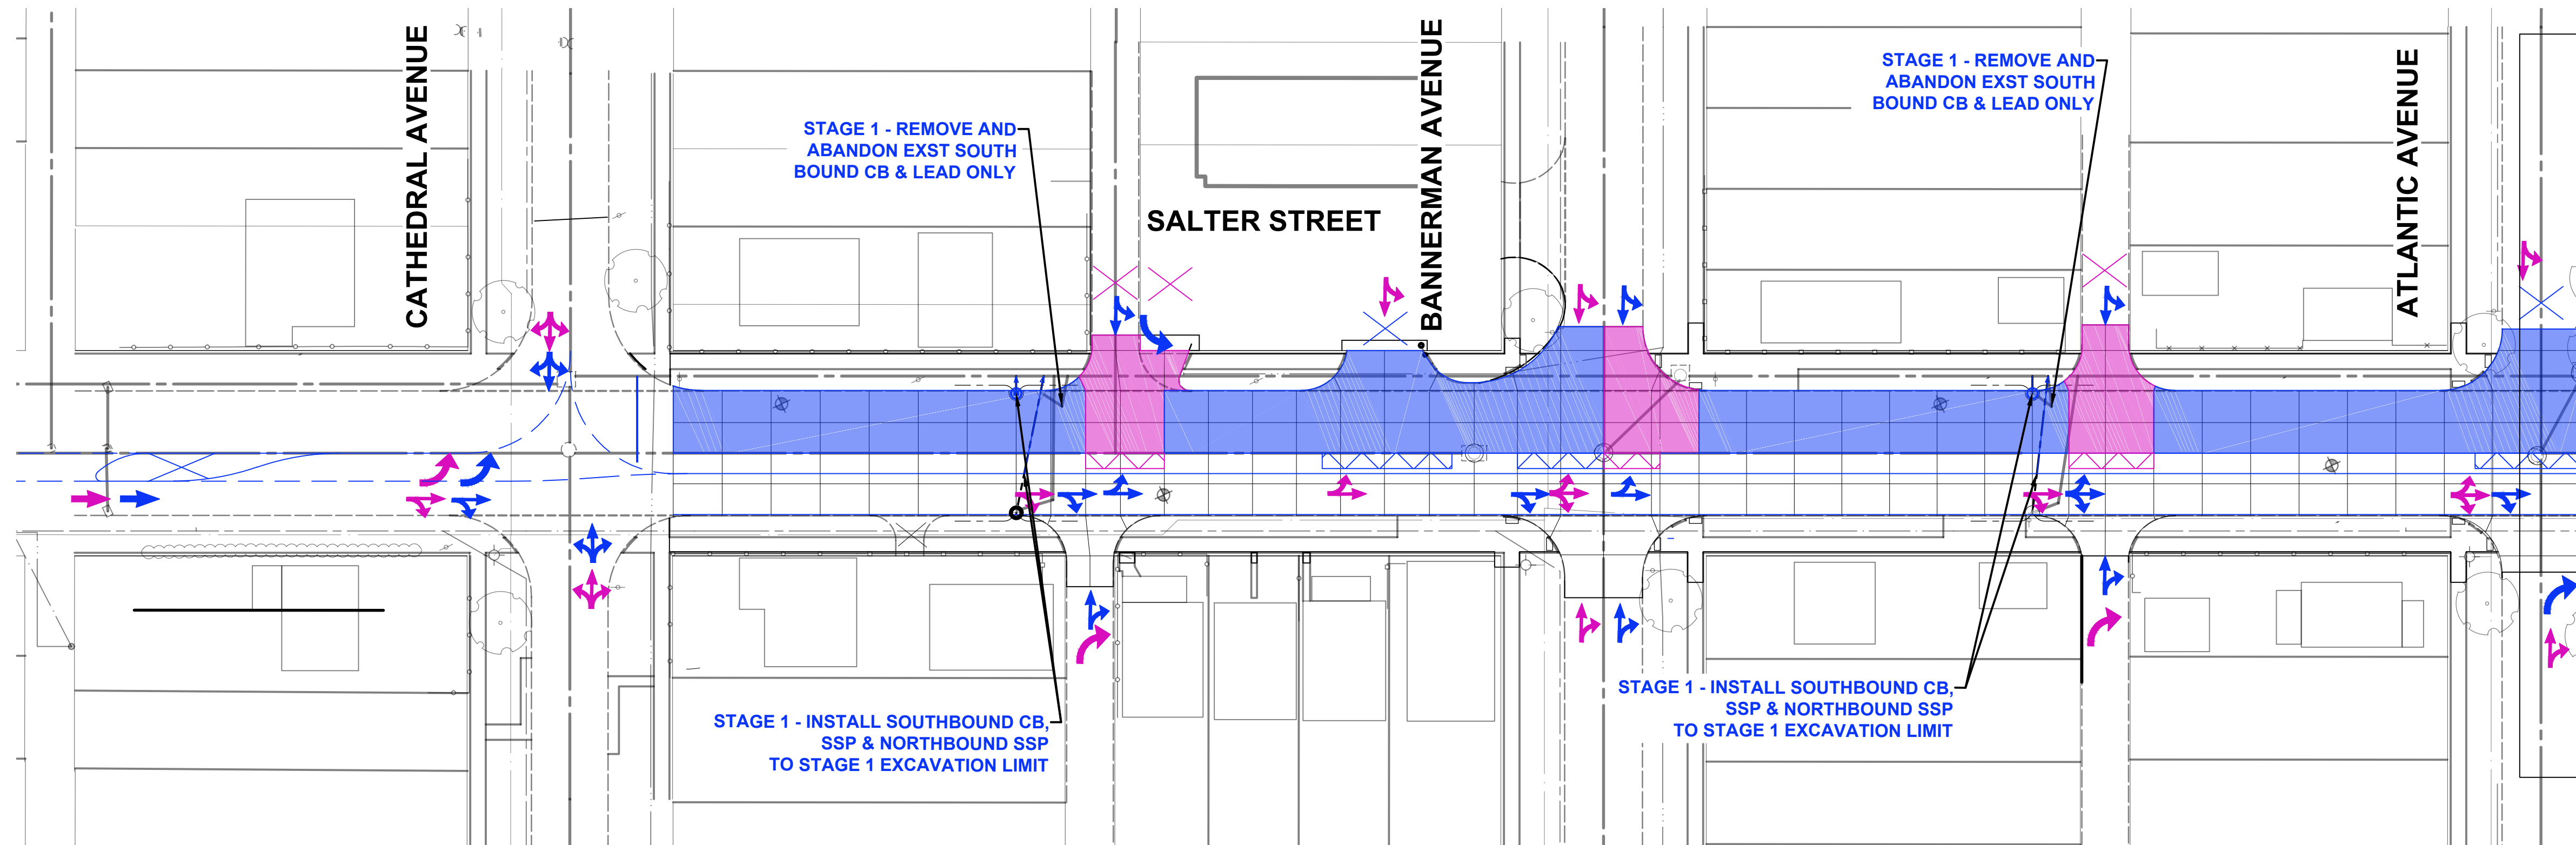 CATHEDRAL AVENUE
STAGE 1 - REMOVE AND
ABANDON EXST SOUTH
BOUND CB & LEAD ONLY
SALTER STREET
BANNERMAN AVENUE
STAGE 1 - REMOVE AND
ABANDON EXST SOUTH
BOUND CB & LEAD ONLY
ATLANTIC AVENUE
STAGE 1 - INSTALL SOUTHBOUND CB,
SSP & NORTHBOUND SSP
TO STAGE 1 EXCAVATION LIMIT
STAGE 1 - INSTALL SOUTHBOUND CB,
SSP & NORTHBOUND SSP
TO STAGE 1 EXCAVATION LIMIT